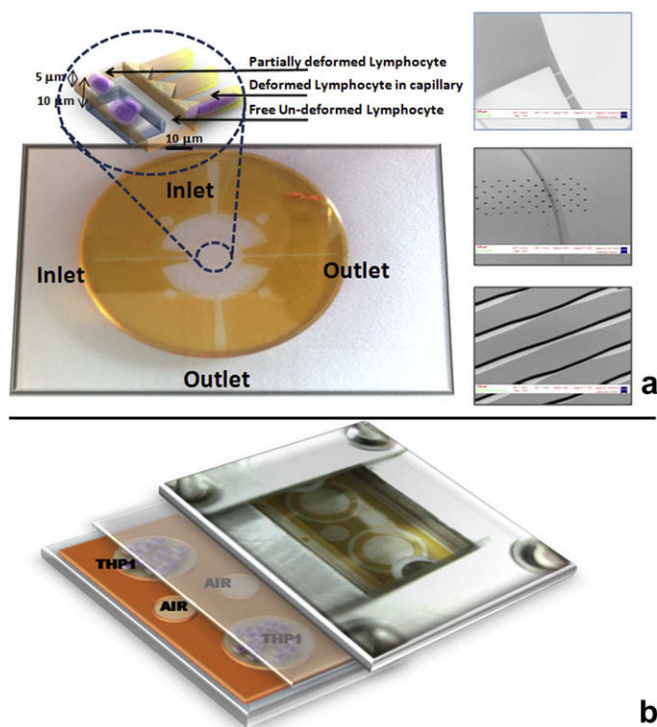 Partially deformed Lymphocyte
5 µm
Deformed Lymphocyte in capillary
10 µm
Free Un-deformed Lymphocyte
10 µm
Inlet
Inlet
Outlet
Outlet
a
THP1
AIR
AIR
THP1
b